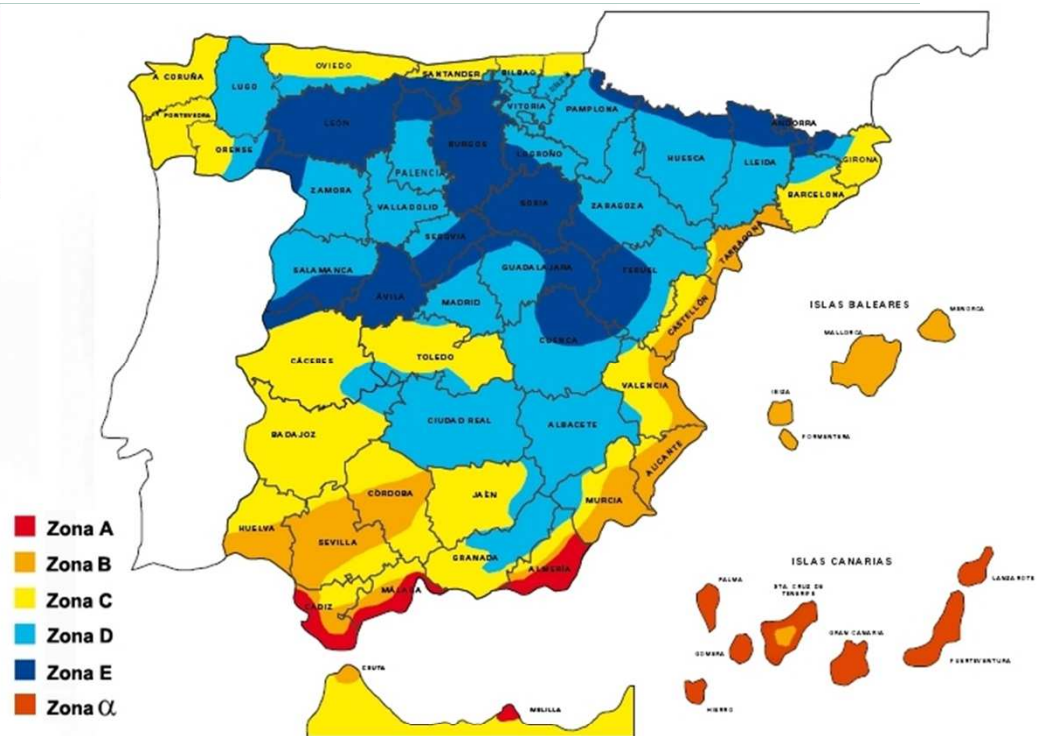 OVIEDO
SANTANDER
BILBAO
A CORUÑA
LUGO
PONTEVEDRA
ORENSE
LEÓN
BURGOS
VITORIA
PAMPLONA
LOGROÑO
ANDORRA
HUESCA
LLEIDA
GIRONA
BARCELONA
ZAMORA
PALENCIA
VALLADOLID
SORIA
ZARAGOZA
SEGOVIA
TARRAGONA
SALAMANCA
ÁVILA
MADRID
GUADALAJARA
TERUEL
CUENCA
CASTELLÓN
CÁCERES
TOLEDO
VALENCIA
BADAJOZ
CIUDAD REAL
ALBACETE
ALICANTE
CÓRDOBA
JAÉN
MURCIA
HUELVA
SEVILLA
GRANADA
ALMERÍA
MÁLAGA
CÁDIZ
CEUTA
MELILLA
ISLAS BALEARES
MENORCA
MALLORCA
IBIZA
FORMENTERA
ISLAS CANARIAS
PALMA
STA. CRUZ DE
TENERIFE
LANZAROTE
GOMERA
GRAN CANARIA
FUERTEVENTURA
HIERRO
Zona A
Zona B
Zona C
Zona D
Zona E
Zona α